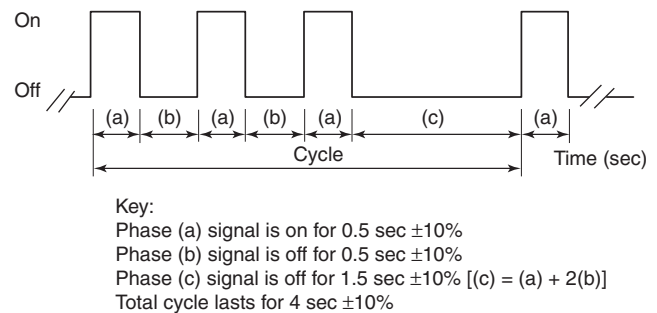 On
Off
(a) (b) (a) (b) (a) (c) (a)
Cycle
Time (sec)
Key:
Phase (a) signal is on for 0.5 sec ±10%
Phase (b) signal is off for 0.5 sec ±10%
Phase (c) signal is off for 1.5 sec ±10% [(c) = (a) + 2(b)]
Total cycle lasts for 4 sec ±10%